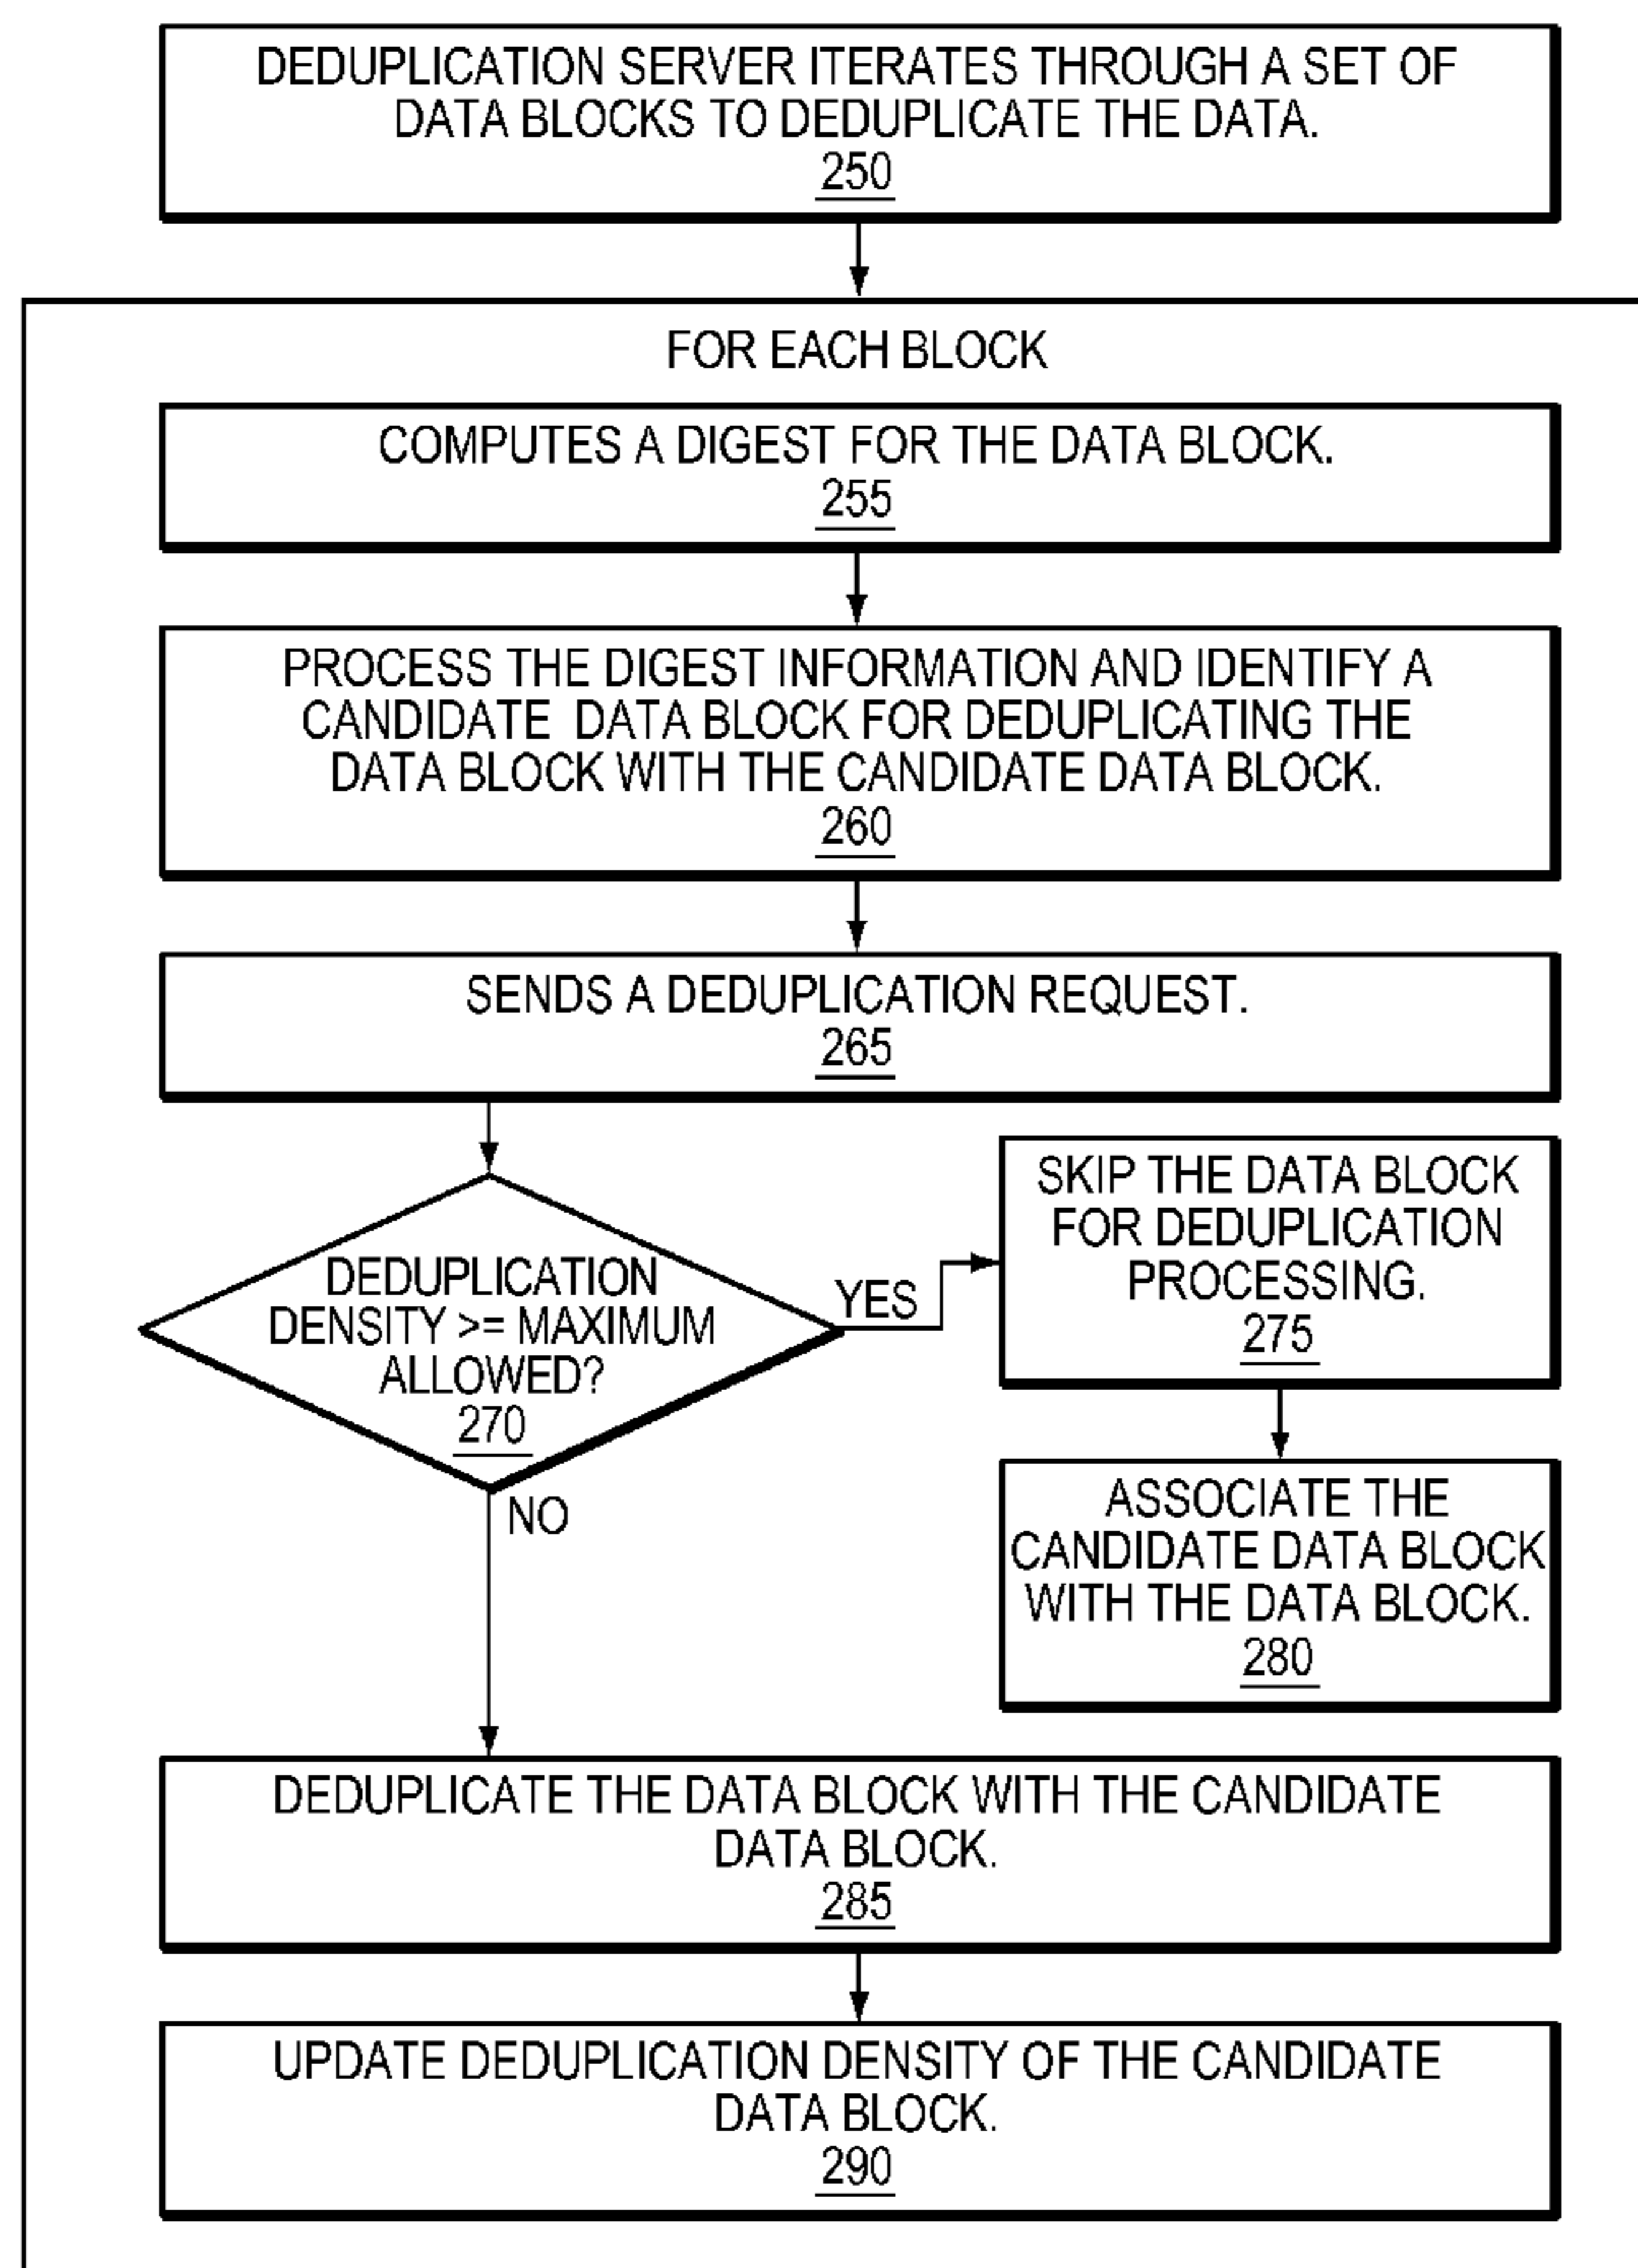 DEDUPLICATION SERVER ITERATES THROUGH A SET OF
DATA BLOCKS TO DEDUPLICATE THE DATA.
250
FOR EACH BLOCK
COMPUTES A DIGEST FOR THE DATA BLOCK.
255
PROCESS THE DIGEST INFORMATION AND IDENTIFY A
CANDIDATE DATA BLOCK FOR DEDUPLICATING THE
DATA BLOCK WITH THE CANDIDATE DATA BLOCK.
260
SENDS A DEDUPLICATION REQUEST.
265
DEDUPLICATION
DENSITY >= MAXIMUM
ALLOWED?
270
YES
SKIP THE DATA BLOCK
FOR DEDUPLICATION
PROCESSING.
275
ASSOCIATE THE
CANDIDATE DATA BLOCK
WITH THE DATA BLOCK.
280
NO
DEDUPLICATE THE DATA BLOCK WITH THE CANDIDATE
DATA BLOCK.
285
UPDATE DEDUPLICATION DENSITY OF THE CANDIDATE
DATA BLOCK.
290